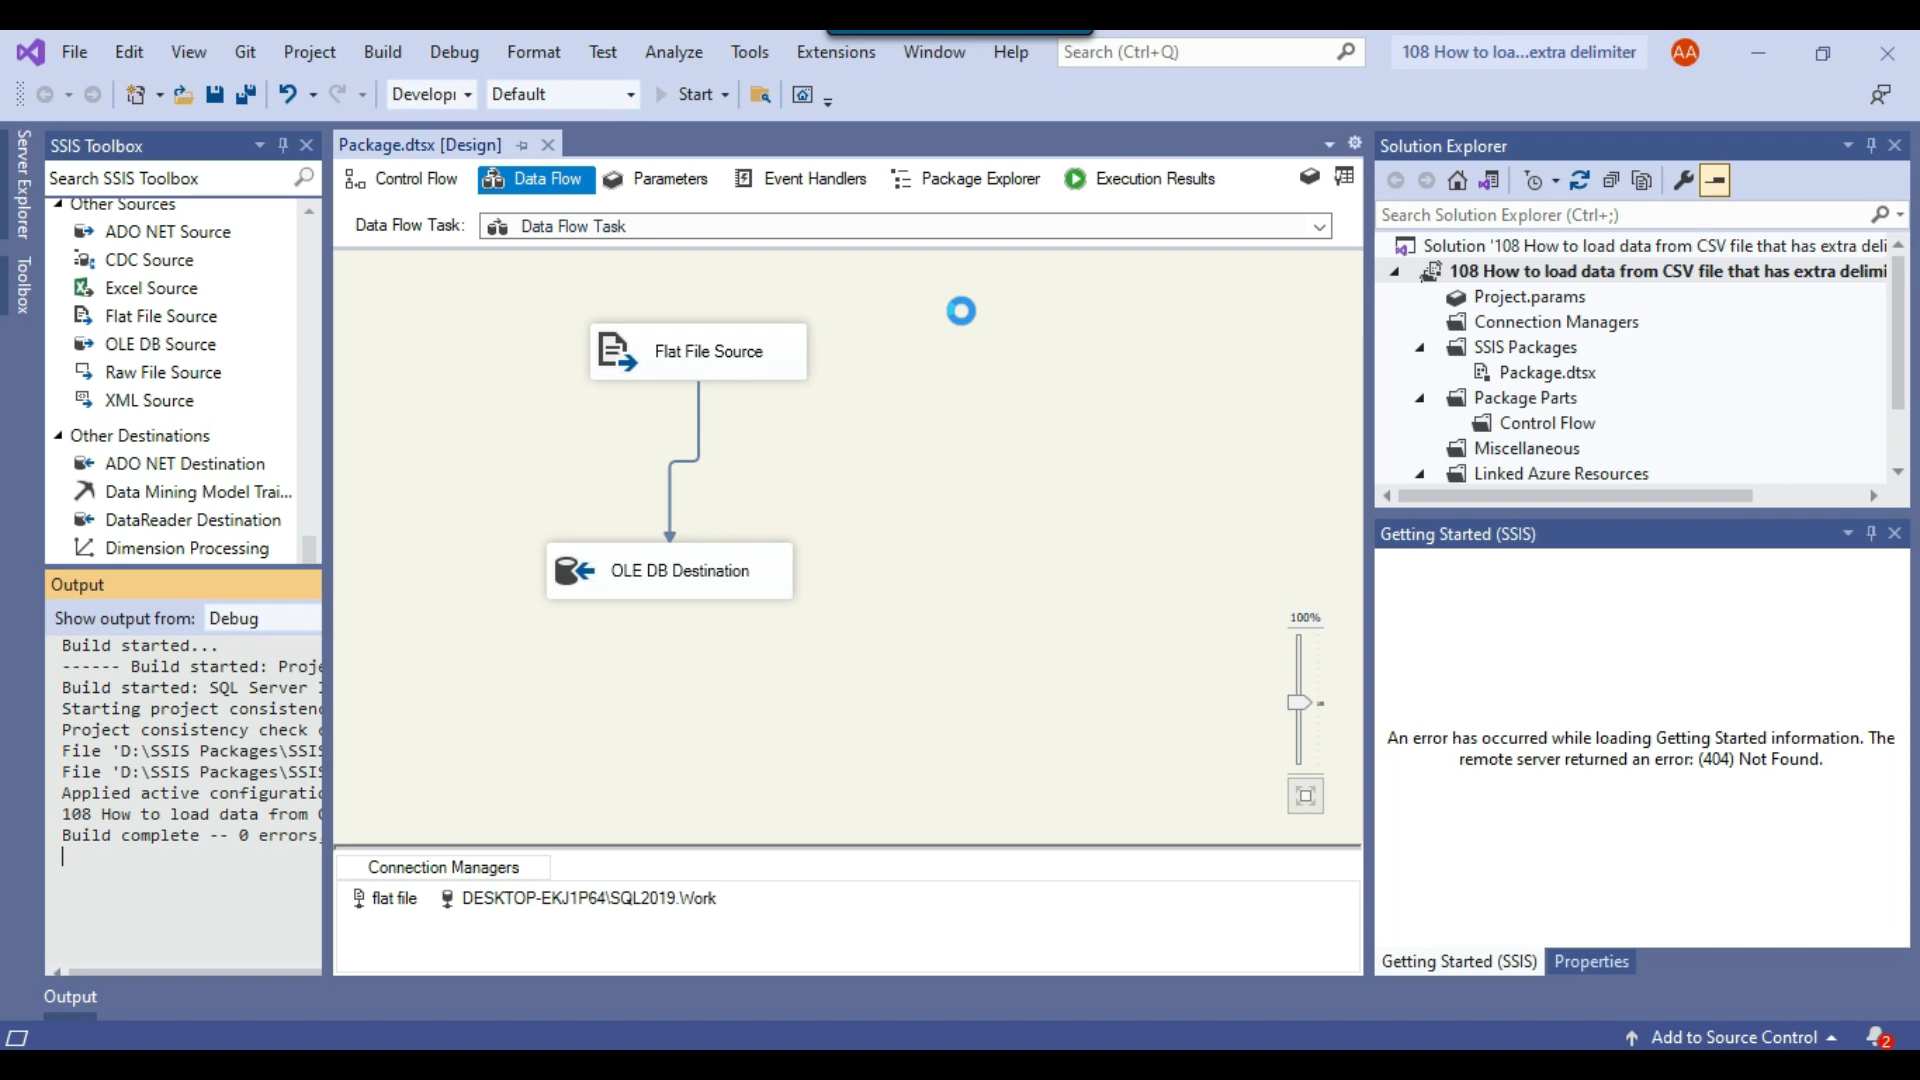 File Edit View Git Project Build Debug Format Test Analyze Tools Extensions Window Help Search (Ctrl+Q) 108 How to loa...extra delimiter AA
Developi Default Start
Server Explorer
Toolbox
SSIS Toolbox
Search SSIS Toolbox
Other Sources
ADO NET Source
CDC Source
Excel Source
Flat File Source
OLE DB Source
Raw File Source
XML Source
Other Destinations
ADO NET Destination
Data Mining Model Trai...
DataReader Destination
Dimension Processing
Output
Show output from: Debug
Build started...
------ Build started: Proje
Build started: SQL Server
Starting project consisten
Project consistency check
File 'D:\SSIS Packages\SSIS
File 'D:\SSIS Packages\SSIS
Applied active configuratio
108 How to load data from
Build complete -- 0 errors,
Output
Package.dtsx [Design]
Control Flow Data Flow Parameters Event Handlers Package Explorer Execution Results
Data Flow Task: Data Flow Task
Flat File Source
OLE DB Destination
100%
Connection Managers
flat file DESKTOP-EKJ1P64\SQL2019.Work
Solution Explorer
Search Solution Explorer (Ctrl+;)
Solution '108 How to load data from CSV file that has extra deli
108 How to load data from CSV file that has extra delimi
Project.params
Connection Managers
SSIS Packages
Package.dtsx
Package Parts
Control Flow
Miscellaneous
Linked Azure Resources
Getting Started (SSIS)
An error has occurred while loading Getting Started information. The
remote server returned an error: (404) Not Found.
Getting Started (SSIS) Properties
Add to Source Control 2